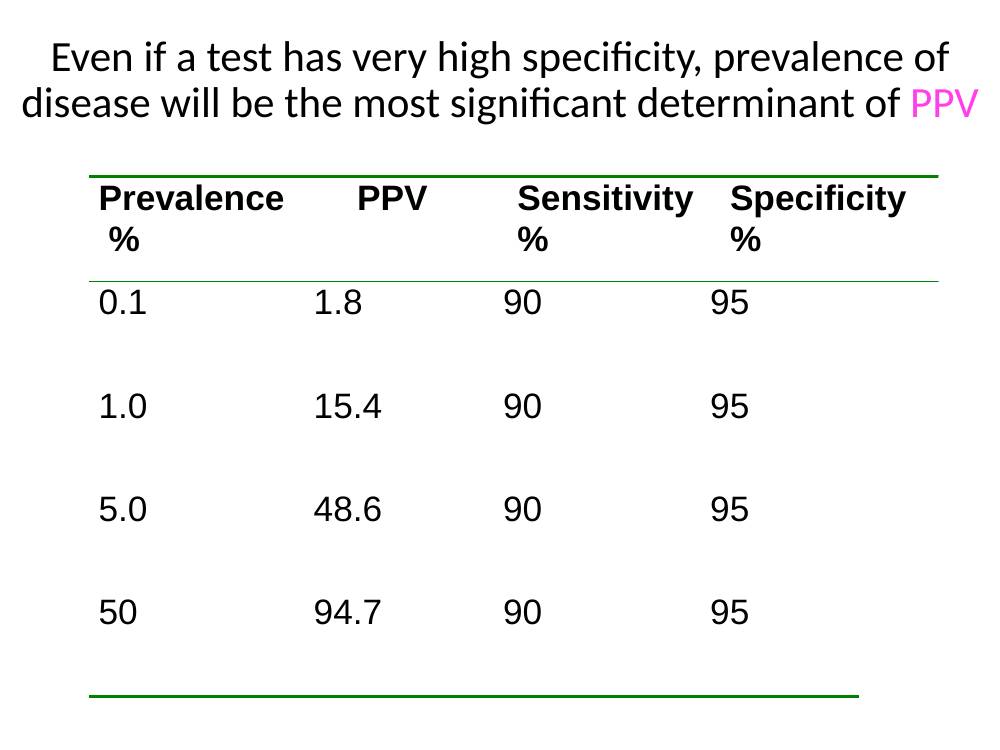 Even if a test has very high specificity, prevalence of
disease will be the most significant determinant of PPV
Prevalence PPV Sensitivity Specificity
% % %
0.1 1.8 90 95
1.0 15.4 90 95
5.0 48.6 90 95
50 94.7 90 95